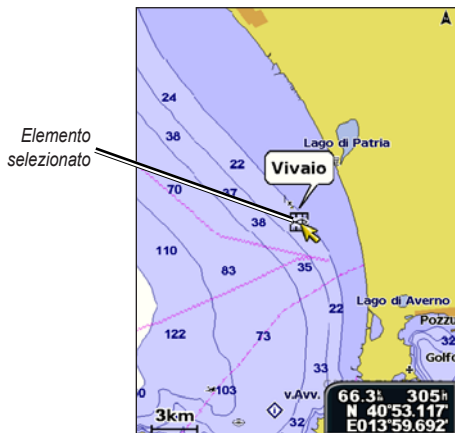 Elemento
selezionato
24
38
Lago di Patria
22
Vivaio
70
37
38
110
83
35
22
Lago di Averno
Pozzu
122
73
32
Golfo
33
103
v.Avv.
32
3km
66.3
305
N 40°53.117'
E013°59.692'